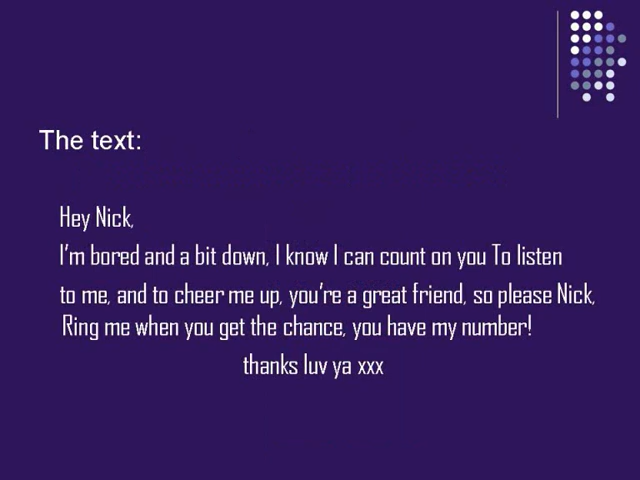 The text:
Hey Nick,
I'm bored and a bit down, I know I can count on you To listen
to me, and to cheer me up, you're a great friend, so please Nick,
Ring me when you get the chance, you have my number!
thanks luv ya xxx